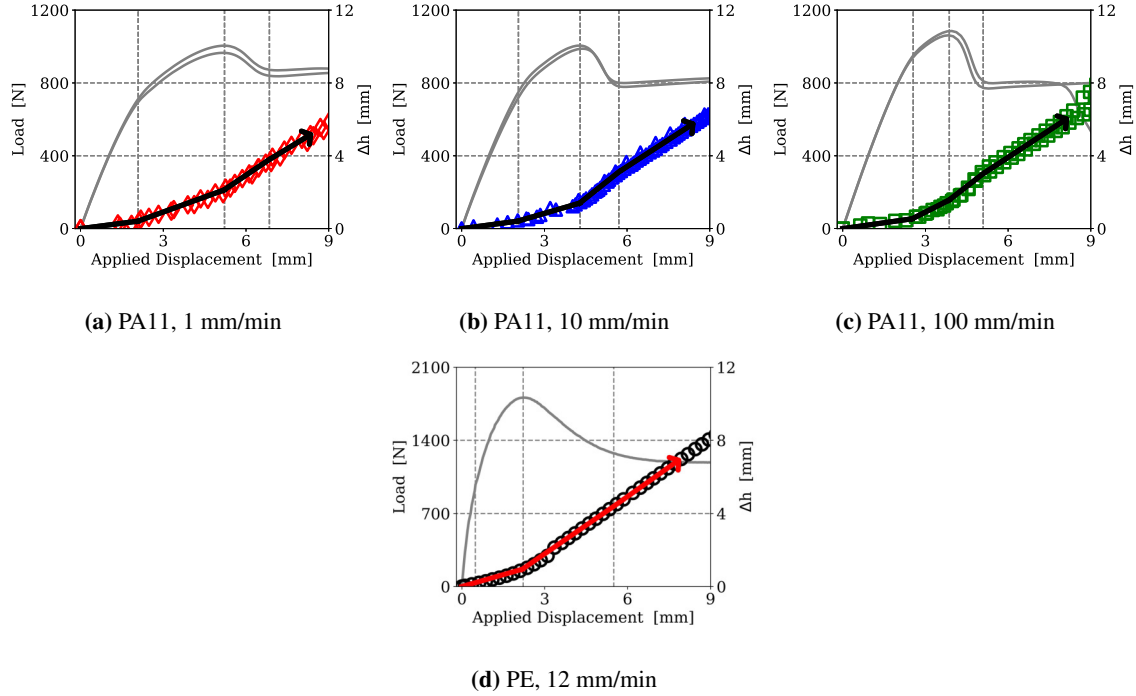 1200
800
400
0
Load [N]
12
8
4
0
Δh [mm]
0 3 6 9
Applied Displacement [mm]
(a) PA11, 1 mm/min
1200
800
400
0
Load [N]
12
8
4
0
Δh [mm]
0 3 6 9
Applied Displacement [mm]
(b) PA11, 10 mm/min
1200
800
400
0
Load [N]
12
8
4
0
Δh [mm]
0 3 6 9
Applied Displacement [mm]
(c) PA11, 100 mm/min
2100
1400
700
0
Load [N]
12
8
4
0
Δh [mm]
0 3 6 9
Applied Displacement [mm]
(d) PE, 12 mm/min